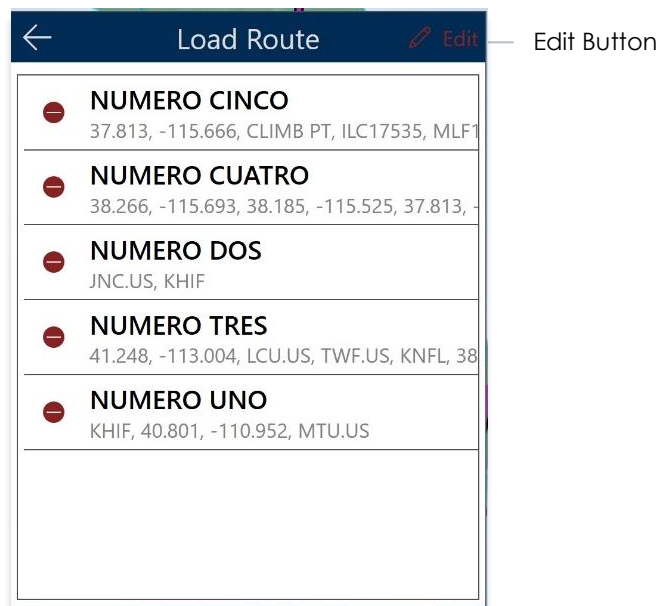 Load Route
Edit
Edit Button
NUMERO CINCO
37.813, -115.666, CLIMB PT, ILC17535, MLF1
NUMERO CUATRO
38.266, -115.693, 38.185, -115.525, 37.813, -
NUMERO DOS
JNC.US, KHIF
NUMERO TRES
41.248, -113.004, LCU.US, TWF.US, KNFL, 38
NUMERO UNO
KHIF, 40.801, -110.952, MTU.US